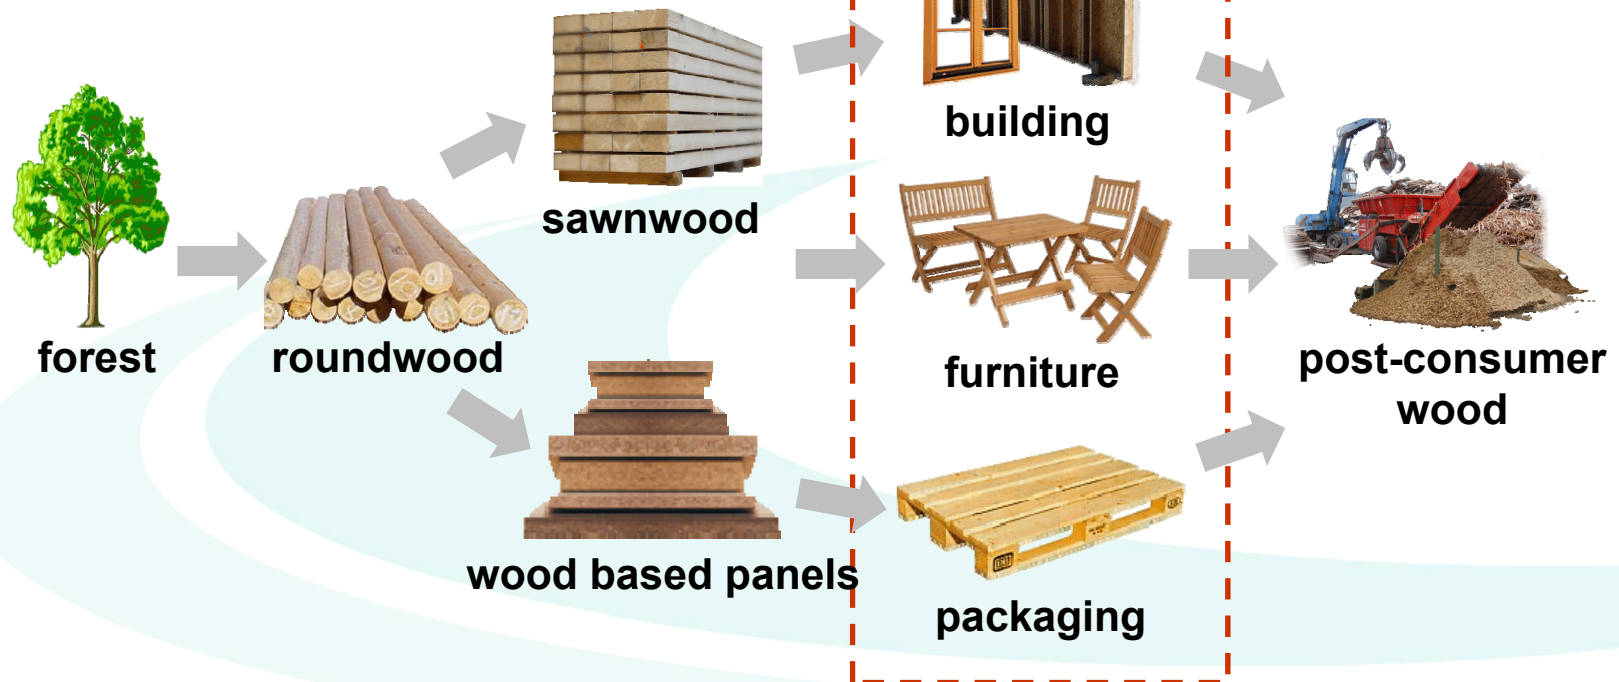 building
sawnwood
forest
roundwood
furniture
post-consumer
wood
wood based panels
packaging